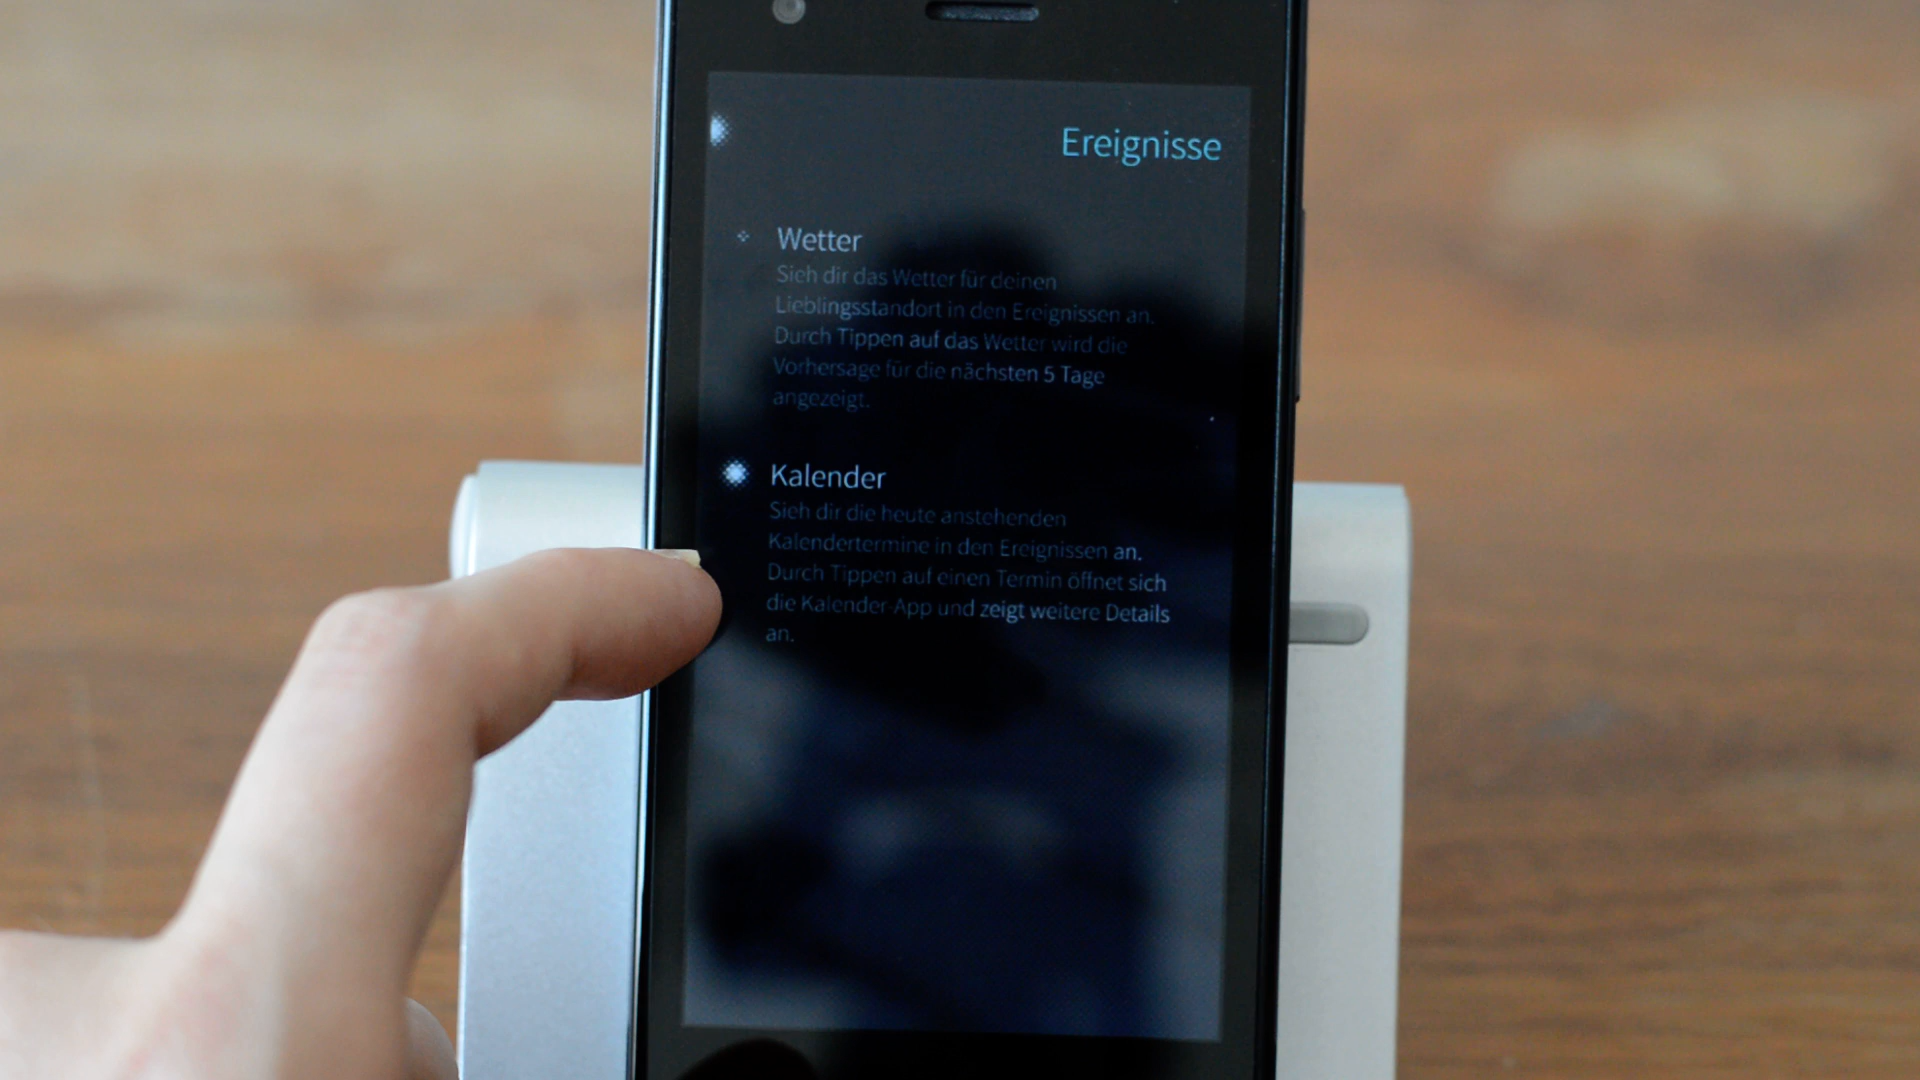 Ereignisse
Wetter
Sieh dir das Wetter für deinen
Lieblingsstandort in den Ereignissen an.
Durch Tippen auf das Wetter wird die
Vorhersage für die nächsten 5 Tage
angezeigt.
Kalender
Sieh dir die heute anstehenden
Kalendertermine in den Ereignissen an.
Durch Tippen auf einen Termin öffnet sich
die Kalender-App und zeigt weitere Details
an.